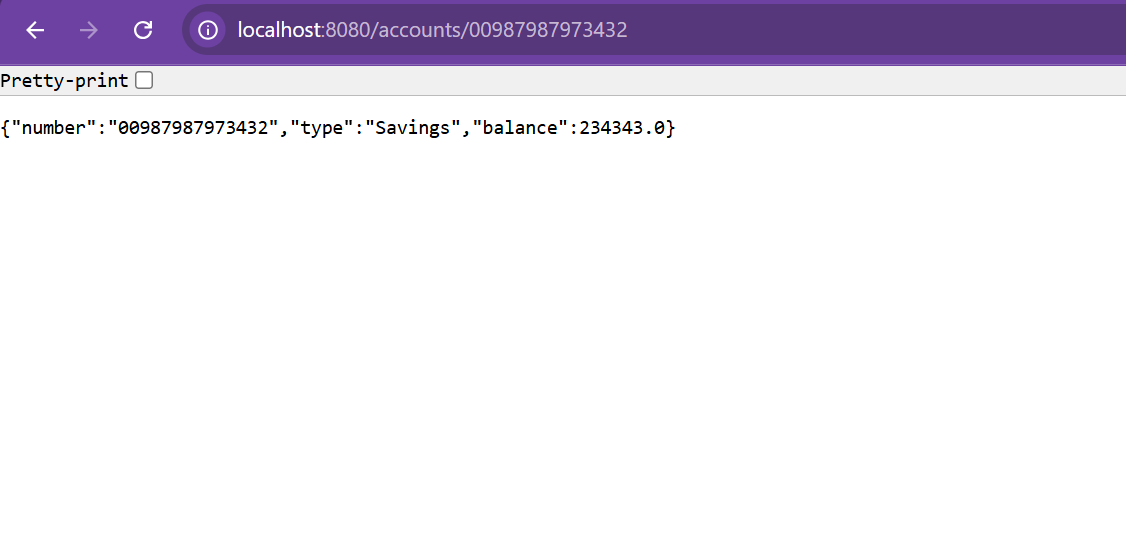 localhost:8080/accounts/00987987973432
Pretty-print
{"number":"00987987973432","type":"Savings","balance":234343.0}